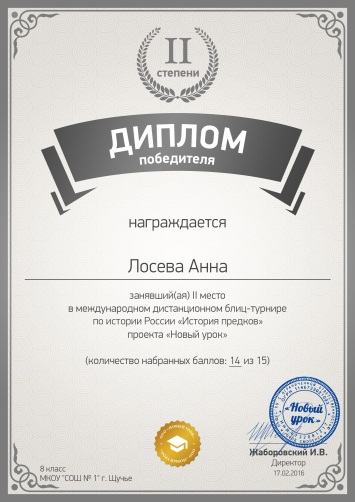 II
степени
ДИПЛОМ
победителя
награждается
Лосева Анна
занявший(ая) II место
в международном дистанционном блиц-турнире
по истории России «История предков»
проекта «Новый урок»
(количество набранных баллов: 14 из 15)
«Новый
урок»
Жаборовский И.В.
Директор
17.02.2016
8 класс
МКОУ "СОШ № 1" г. Щучье